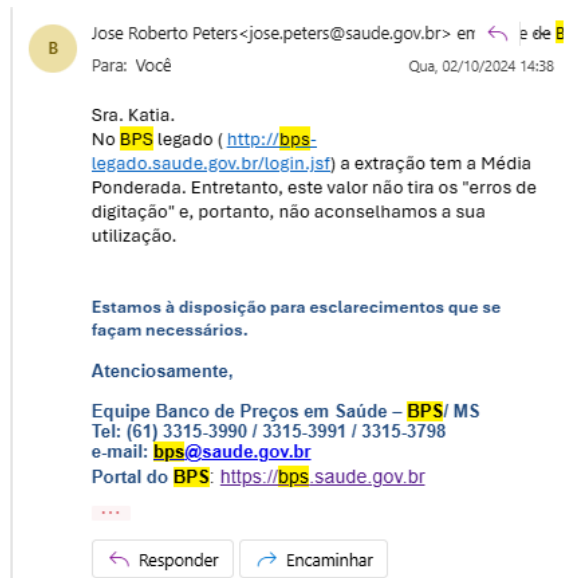 B
Jose Roberto Peters<jose.peters@saude.gov.br> em
Para: Você
Qua, 02/10/2024 14:38
Sra. Katia.
No BPS legado ( http://bps-
legado.saude.gov.br/login.jsf) a extração tem a Média
Ponderada. Entretanto, este valor não tira os "erros de
digitação" e, portanto, não aconselhamos a sua
utilização.
Estamos à disposição para esclarecimentos que se
façam necessários.
Atenciosamente,
Equipe Banco de Preços em Saúde – BPS/ MS
Tel: (61) 3315-3990 / 3315-3991 / 3315-3798
e-mail: bps@saude.gov.br
Portal do BPS: https://bps.saude.gov.br
...
Responder
Encaminhar